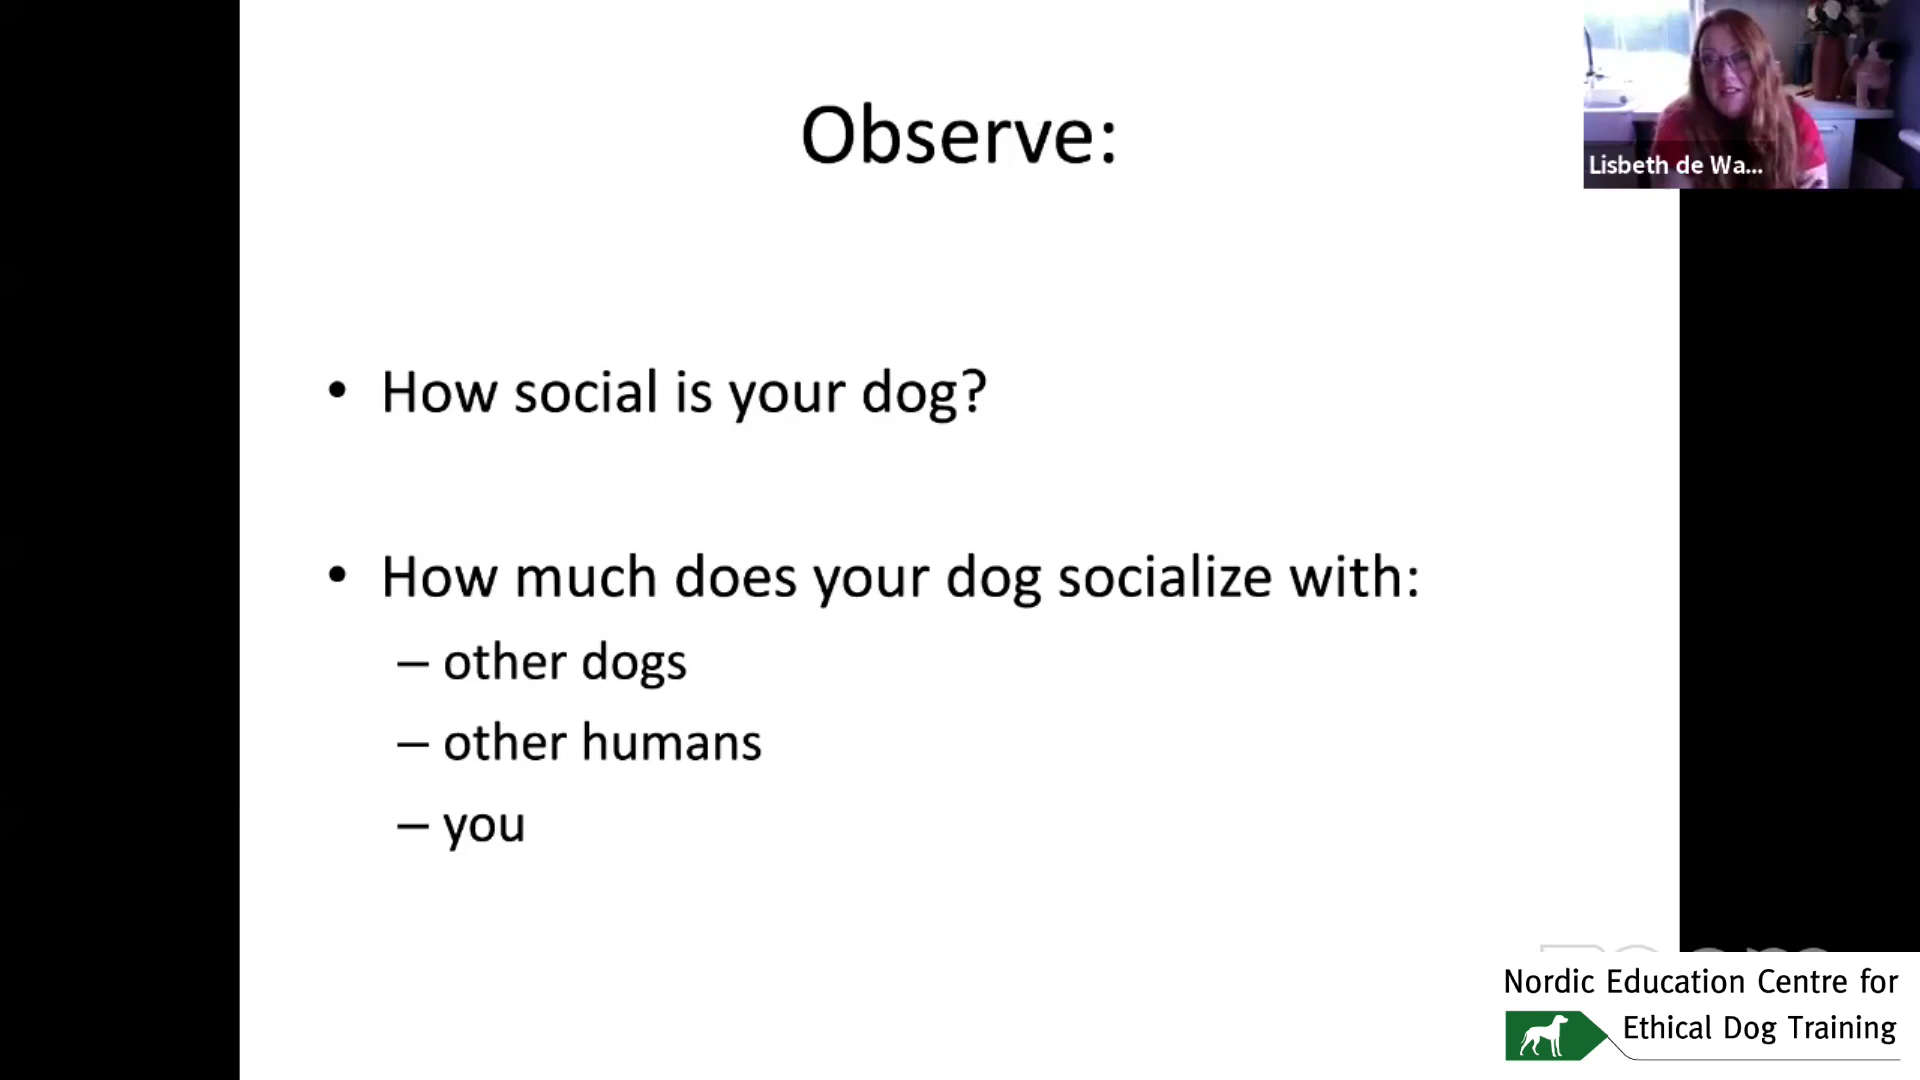 Observe:
Lisbeth de Wa...
• How social is your dog?
• How much does your dog socialize with:
– other dogs
– other humans
– you
Nordic Education Centre for
Ethical Dog Training